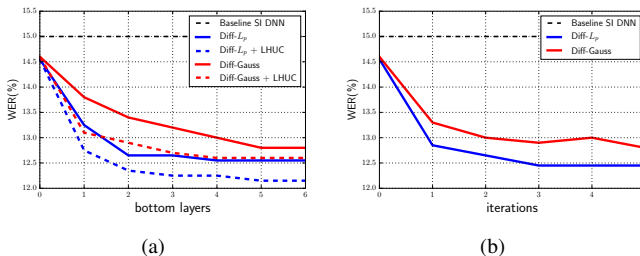 15.5
15.0
14.5
14.0
13.5
13.0
12.5
12.0
WER(%)
0 1 2 3 4 5 6
bottom layers
Baseline SI DNN
Diff-Lp
Diff-Lp + LHUC
Diff-Gauss
Diff-Gauss + LHUC
(a)
15.5
15.0
14.5
14.0
13.5
13.0
12.5
12.0
WER(%)
0 1 2 3 4
iterations
Baseline SI DNN
Diff-Lp
Diff-Gauss
(b)